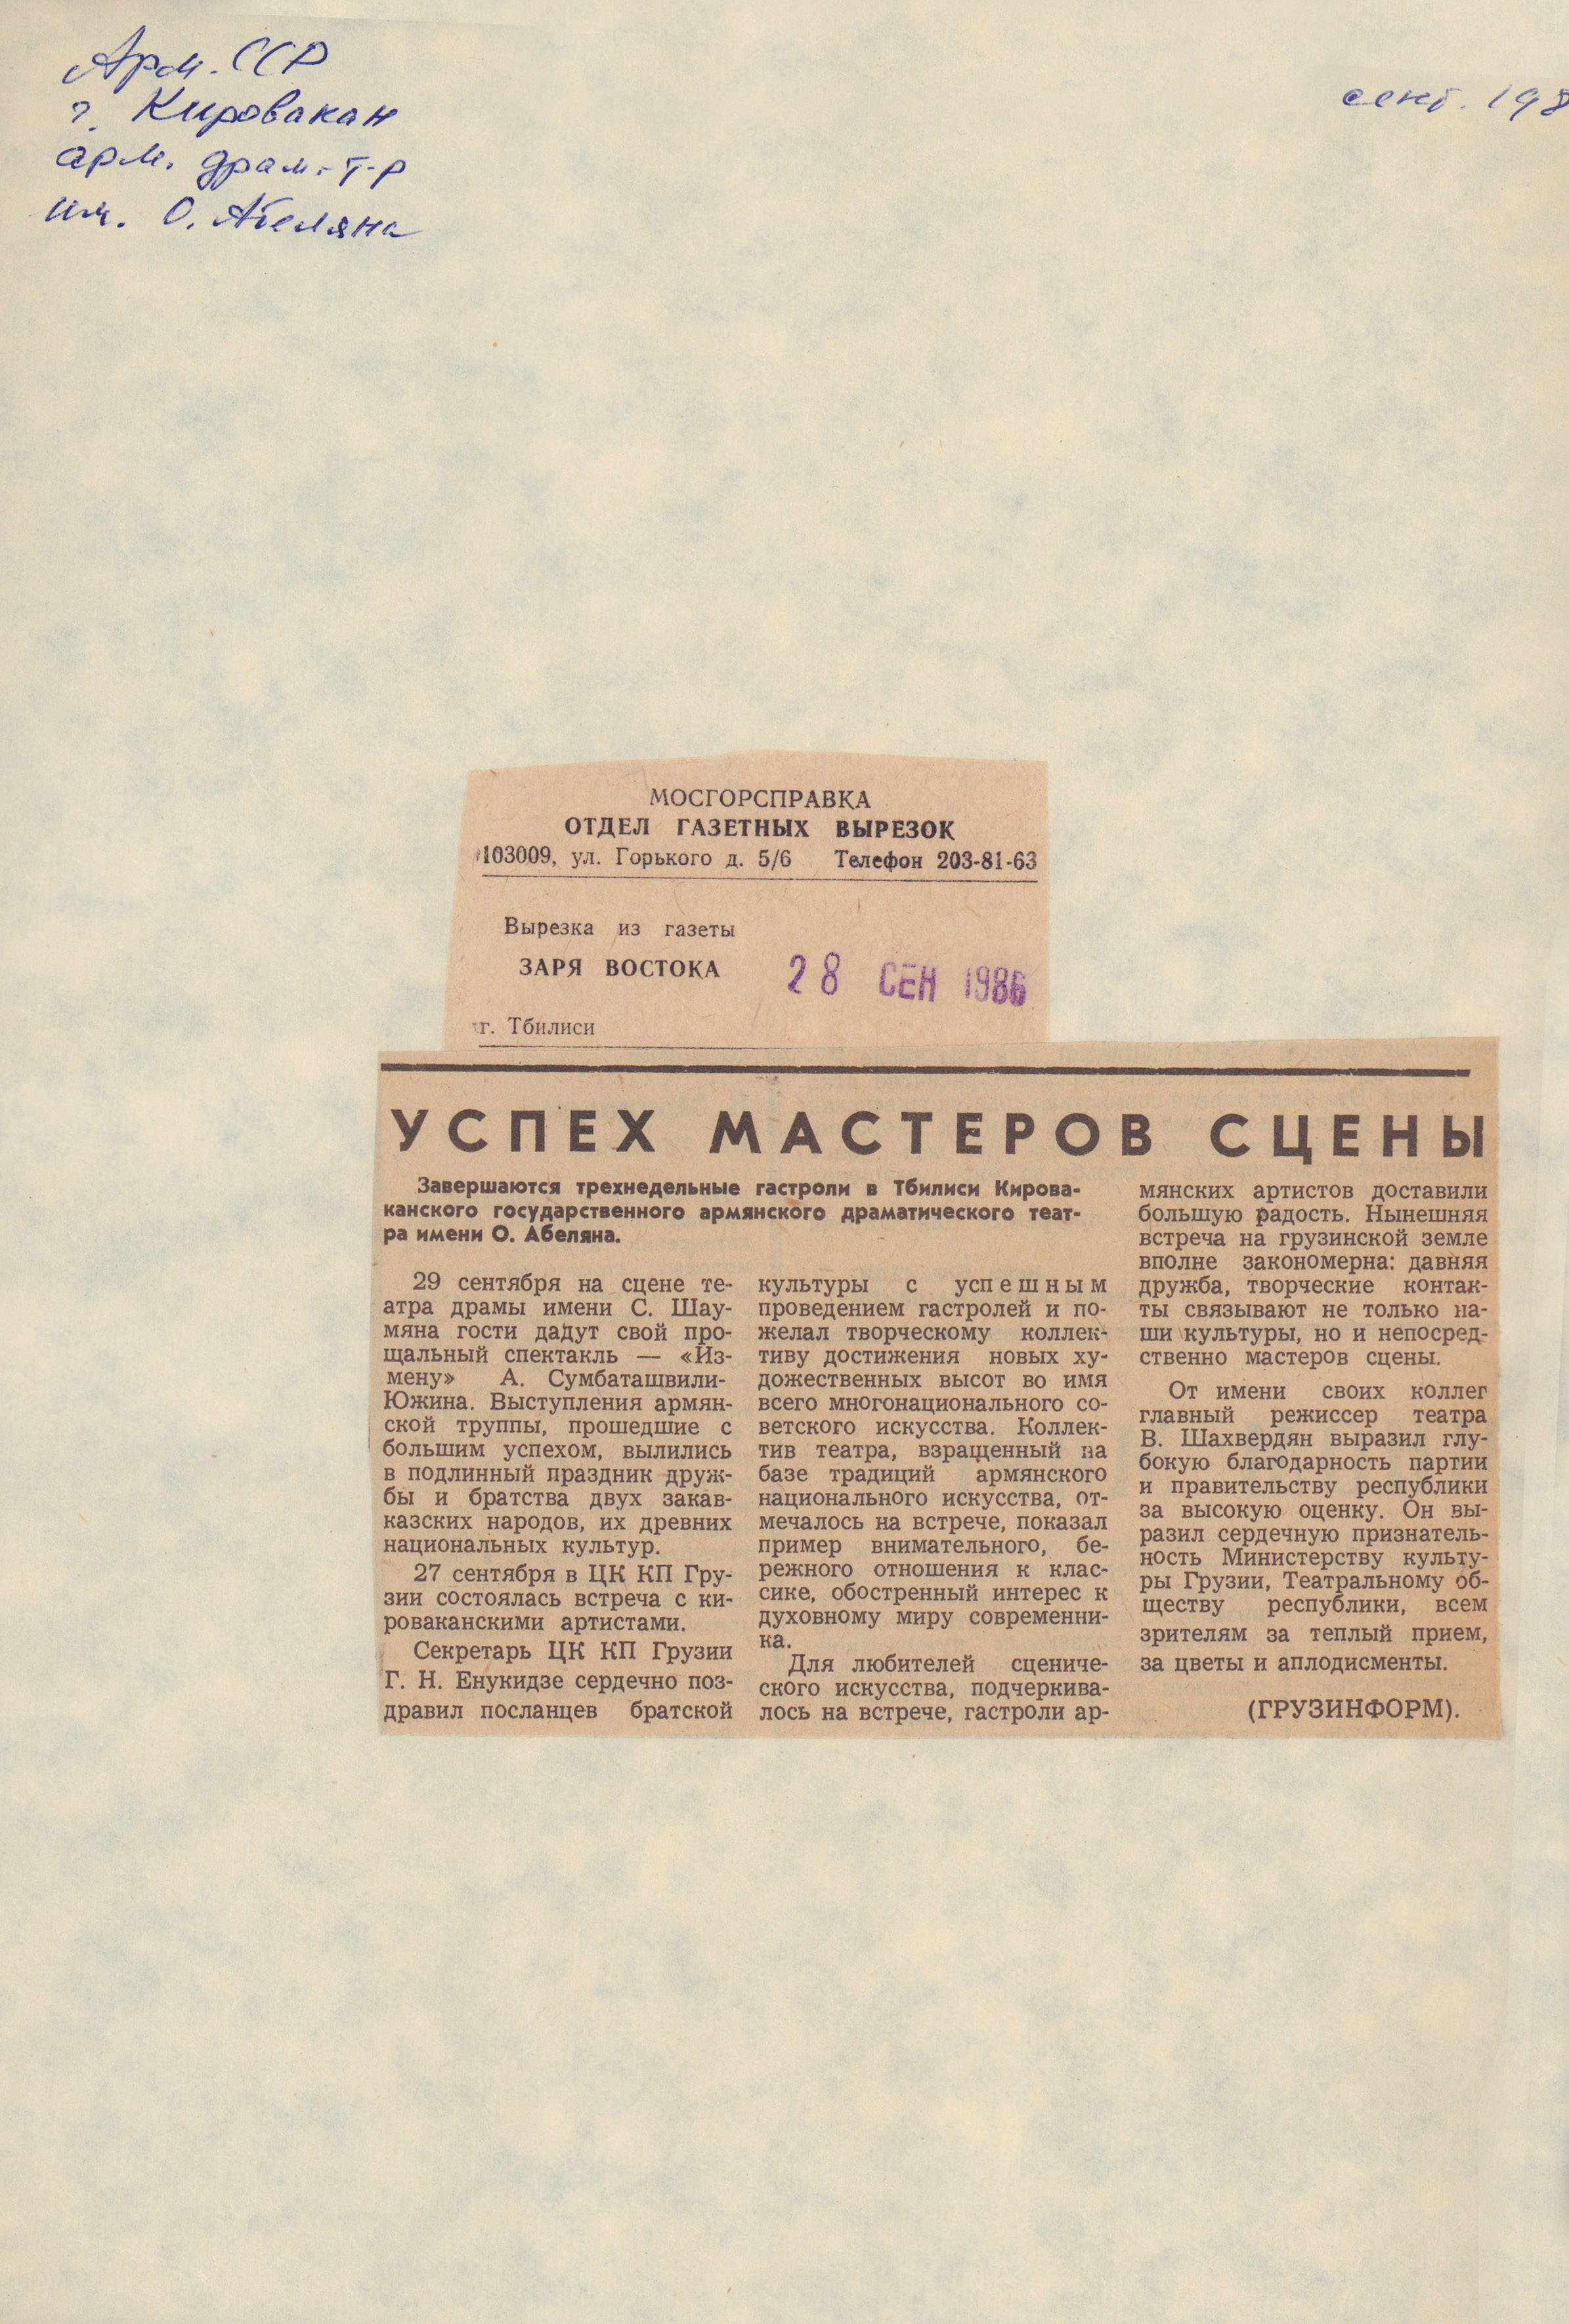 Арм. ССР
г. Кировакан
арм. драм. т-р
им. О. Абеляна
сент. 198
МОСГОРСПРАВКА
ОТДЕЛ ГАЗЕТНЫХ ВЫРЕЗОК
103009, ул. Горького д. 5/6 Телефон 203-81-63
Вырезка из газеты
ЗАРЯ ВОСТОКА
28 СЕН 1986
г. Тбилиси
УСПЕХ МАСТЕРОВ СЦЕНЫ
Завершаются трехнедельные гастроли в Тбилиси Кирова-
канского государственного армянского драматического теат-
ра имени О. Абеляна.
29 сентября на сцене те-
атра драмы имени С. Шау-
мяна гости дадут свой про-
щальный спектакль — «Из-
мену» А. Сумбаташвили-
Южина. Выступления армян-
ской труппы, прошедшие с
большим успехом, вылились
в подлинный праздник друж-
бы и братства двух закав-
казских народов, их древних
национальных культур.
27 сентября в ЦК КП Гру-
зии состоялась встреча с ки-
роваканскими артистами.
Секретарь ЦК КП Грузии
Г. Н. Енукидзе сердечно поз-
дравил посланцев братской
культуры с успешным
проведением гастролей и по-
желал творческому коллек-
тиву достижения новых ху-
дожественных высот во имя
всего многонационального со-
ветского искусства. Коллек-
тив театра, взращенный на
базе традиций армянского
национального искусства, от-
мечалось на встрече, показал
пример внимательного, бе-
режного отношения к клас-
сике, обостренный интерес к
духовному миру современни-
ка.
Для любителей сцениче-
ского искусства, подчеркива-
лось на встрече, гастроли ар-
мянских артистов доставили
большую радость. Нынешняя
встреча на грузинской земле
вполне закономерна: давняя
дружба, творческие контак-
ты связывают не только на-
ши культуры, но и непосред-
ственно мастеров сцены.
От имени своих коллег
главный режиссер театра
В. Шахвердян выразил глу-
бокую благодарность партии
и правительству республики
за высокую оценку. Он вы-
разил сердечную признатель-
ность Министерству культу-
ры Грузии, Театральному об-
ществу республики, всем
зрителям за теплый прием,
за цветы и аплодисменты.
(ГРУЗИНФОРМ).